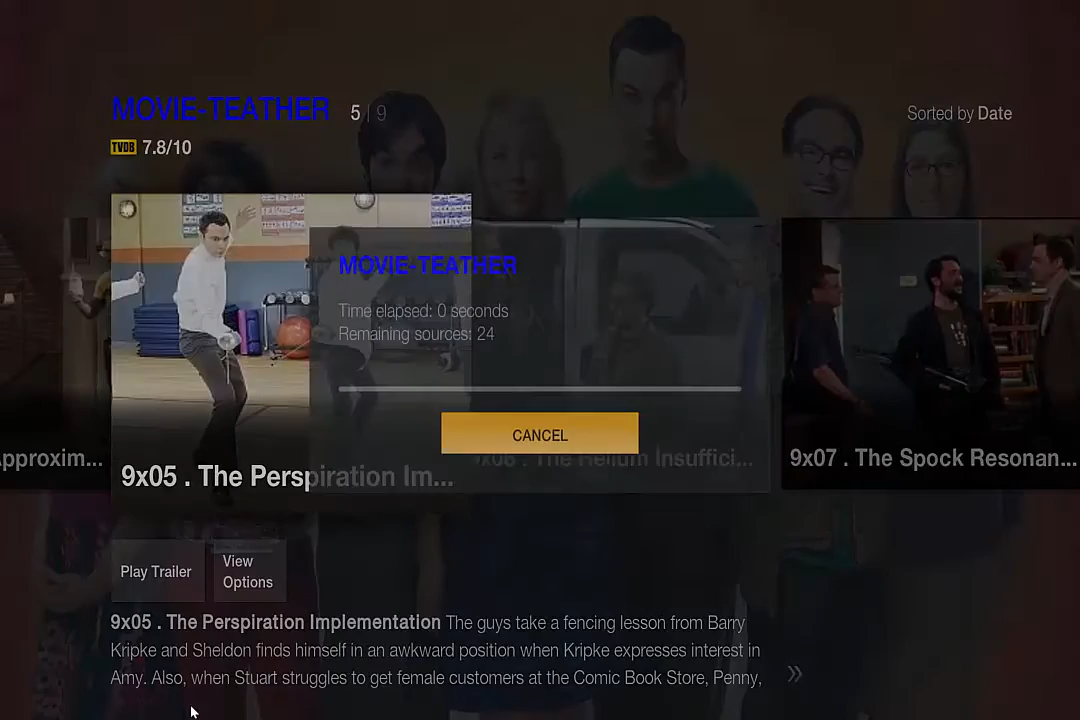 MOVIE-TEATHER 5 | 9
Sorted by Date
TVDB 7.8/10
MOVIE-TEATHER
Time elapsed: 0 seconds
Remaining sources: 24
CANCEL
pproxim...
9x05 . The Perspiration Im...
9x06 . The Helium Insuffici...
9x07 . The Spock Resonan...
Play Trailer
View
Options
9x05 . The Perspiration Implementation The guys take a fencing lesson from Barry
Kripke and Sheldon finds himself in an awkward position when Kripke expresses interest in
Amy. Also, when Stuart struggles to get female customers at the Comic Book Store, Penny,